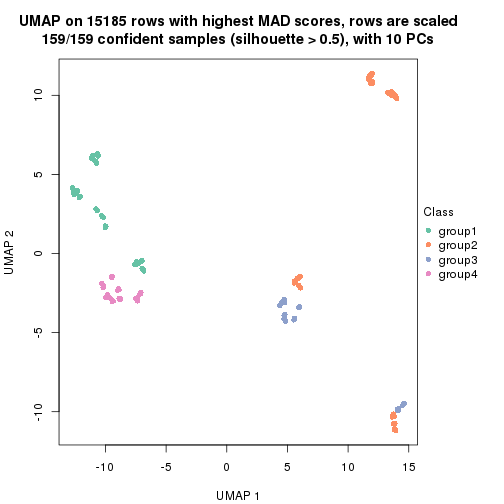 UMAP on 15185 rows with highest MAD scores, rows are scaled
159/159 confident samples (silhouette > 0.5), with 10 PCs
10
5
0
-5
-10
UMAP 2
-10
-5
0
5
10
15
UMAP 1
Class
group1
group2
group3
group4